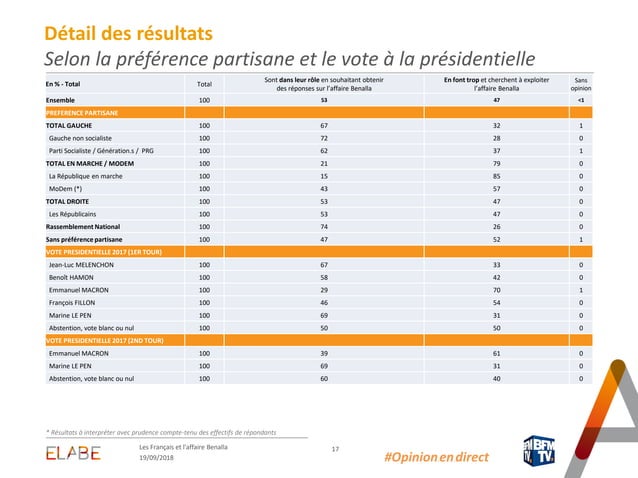 Détail des résultats
Selon la préférence partisane et le vote à la présidentielle
En % - Total Total Sont dans leur rôle en souhaitant obtenir des réponses sur l'affaire Benalla En font trop et cherchent à exploiter l'affaire Benalla Sans opinion
Ensemble 100 53 47 <1
PREFERENCE PARTISANE
TOTAL GAUCHE 100 67 32 1
Gauche non socialiste 100 72 28 0
Parti Socialiste / Génération.s / PRG 100 62 37 1
TOTAL EN MARCHE / MODEM 100 21 79 0
La République en marche 100 15 85 0
MoDem (*) 100 43 57 0
TOTAL DROITE 100 53 47 0
Les Républicains 100 53 47 0
Rassemblement National 100 74 26 0
Sans préférence partisane 100 47 52 1
VOTE PRESIDENTIELLE 2017 (1ER TOUR)
Jean-Luc MELENCHON 100 67 33 0
Benoît HAMON 100 58 42 0
Emmanuel MACRON 100 29 70 1
François FILLON 100 46 54 0
Marine LE PEN 100 69 31 0
Abstention, vote blanc ou nul 100 50 50 0
VOTE PRESIDENTIELLE 2017 (2ND TOUR)
Emmanuel MACRON 100 39 61 0
Marine LE PEN 100 69 31 0
Abstention, vote blanc ou nul 100 60 40 0
* Résultats à interpréter avec prudence compte-tenu des effectifs de répondants
ELABE
Les Français et l'affaire Benalla
19/09/2018
17
#Opinionendirect
BFM
TV.